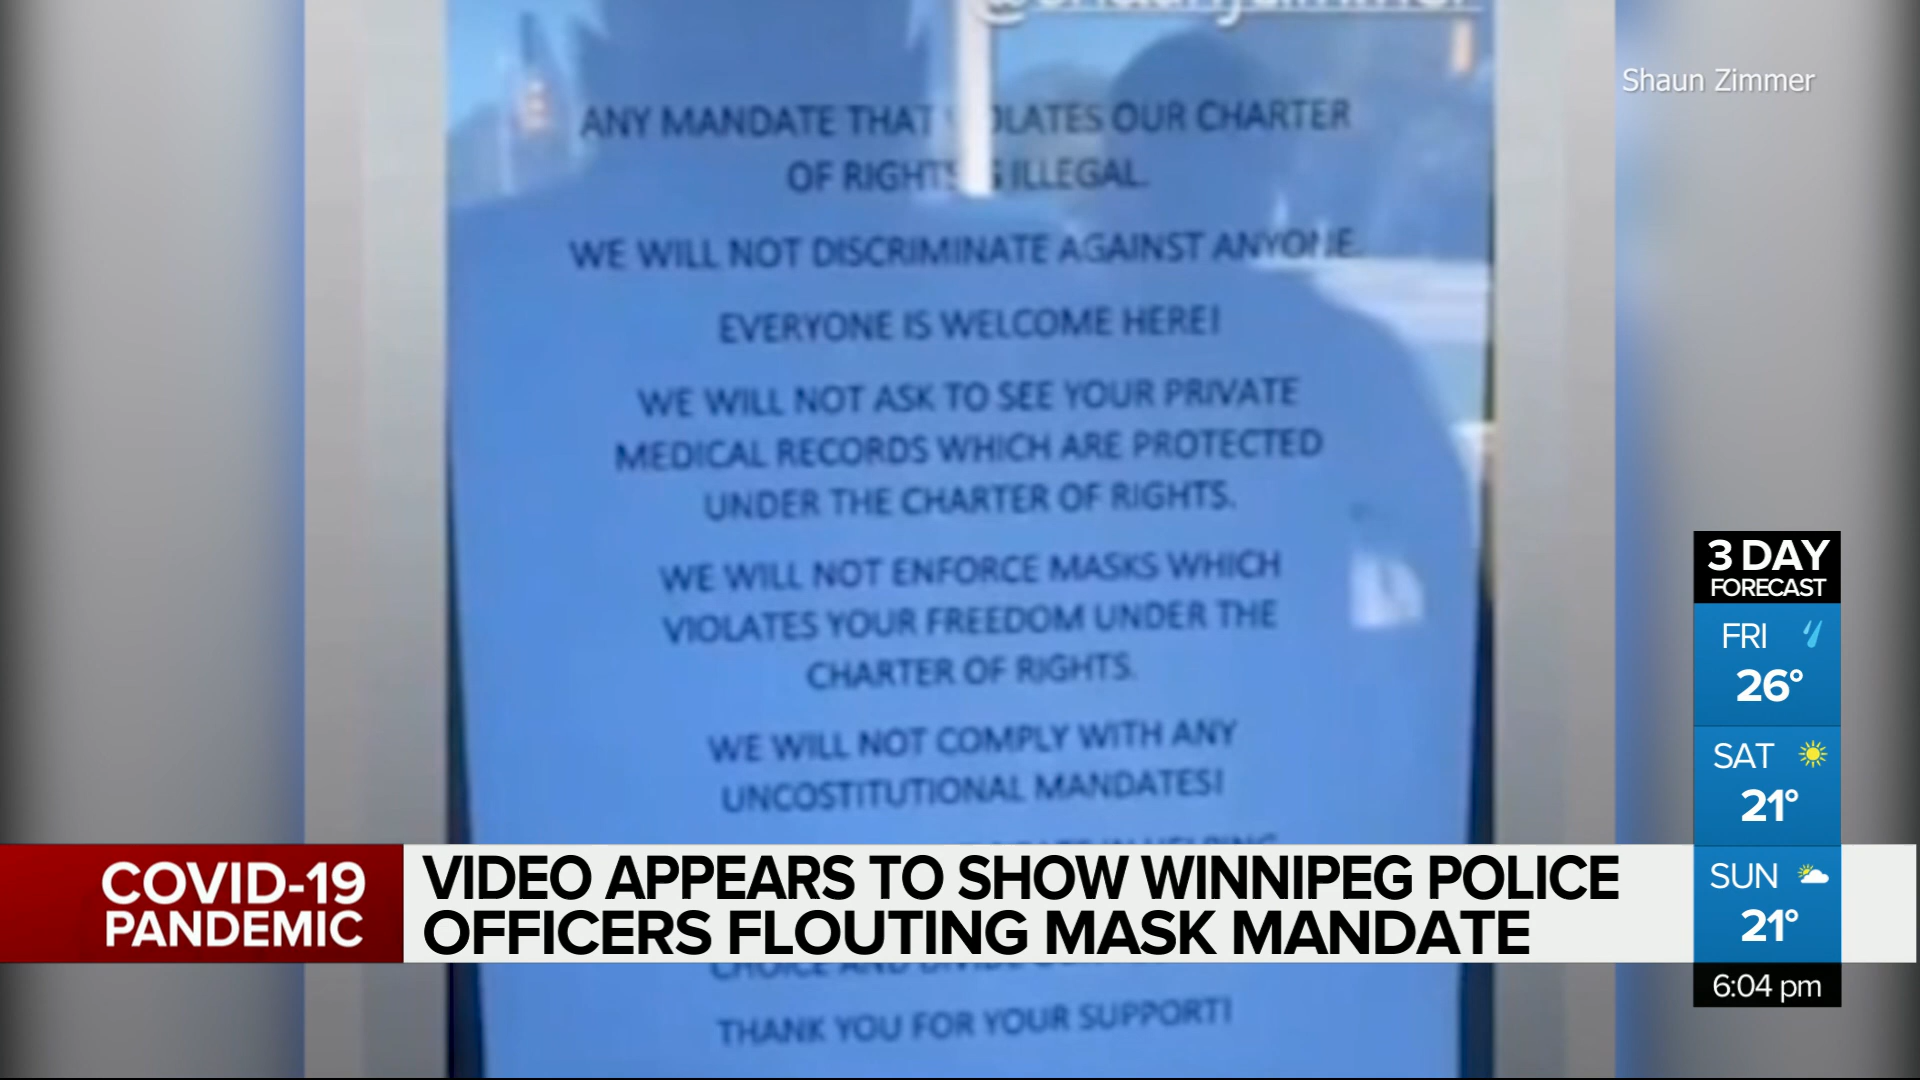 Shaun Zimmer
ANY MANDATE THAT OUR CHARTER
OF ILLEGAL.
WE WILL NOT DISCRIMINATE AGAINST ANYONE.
EVERYONE IS WELCOME HERE!
WE WILL NOT ASK TO SEE YOUR PRIVATE
MEDICAL RECORDS WHICH ARE PROTECTED
UNDER THE CHARTER OF RIGHTS.
WE WILL NOT ENFORCE MASKS WHICH
VIOLATES YOUR FREEDOM UNDER THE
CHARTER OF RIGHTS.
WE WILL NOT COMPLY WITH ANY
UNCOSTITUTIONAL MANDATES!
CHOICE AND
THANK YOU FOR YOUR SUPPORT!
COVID-19
PANDEMIC
VIDEO APPEARS TO SHOW WINNIPEG POLICE
OFFICERS FLOUTING MASK MANDATE
3 DAY
FORECAST
FRI
26°
SAT
21°
SUN
21°
6:04 pm